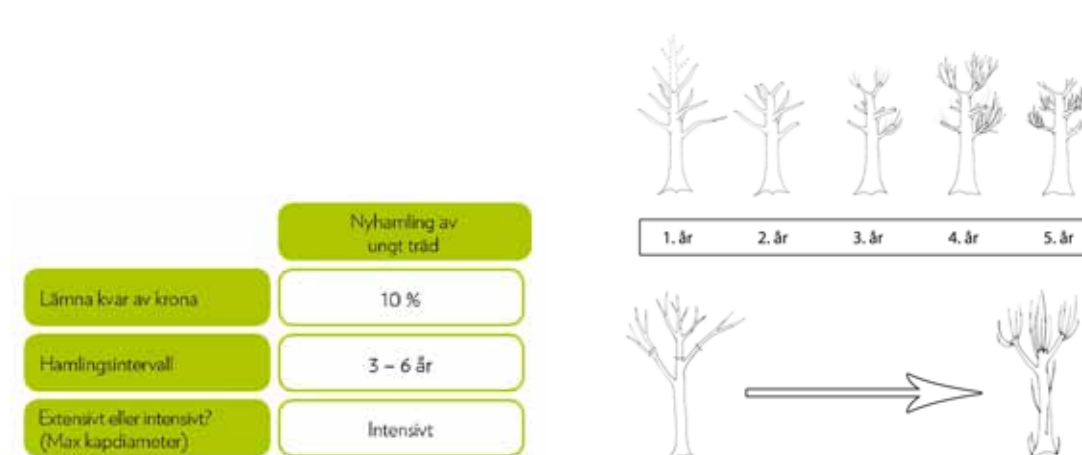 Nyhamling av
ungt träd
Lämna kvar av krona
10 %
Hamlingsintervall
3 – 6 år
Extensivt eller intensivt?
(Max kapdiameter)
Intensivt
1. år
2. år
3. år
4. år
5. år